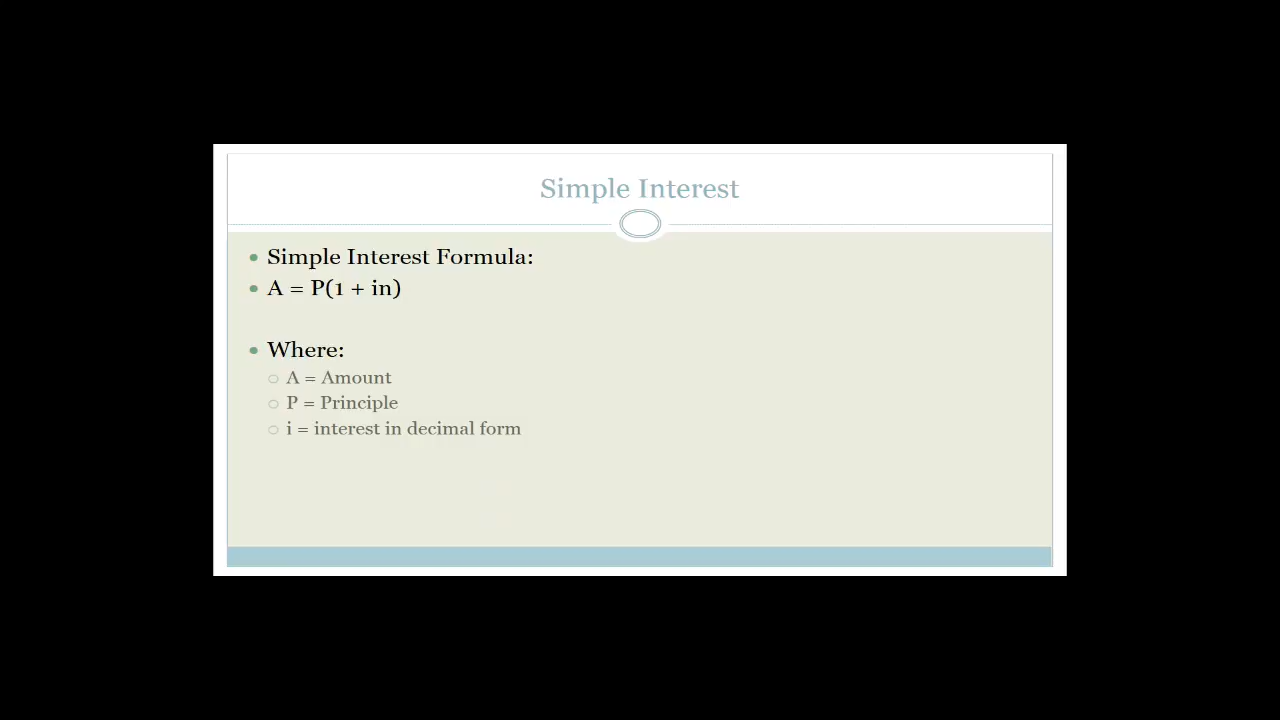 Simple Interest
Simple Interest Formula:
A = P(1 + in)
Where:
A = Amount
P = Principle
i = interest in decimal form